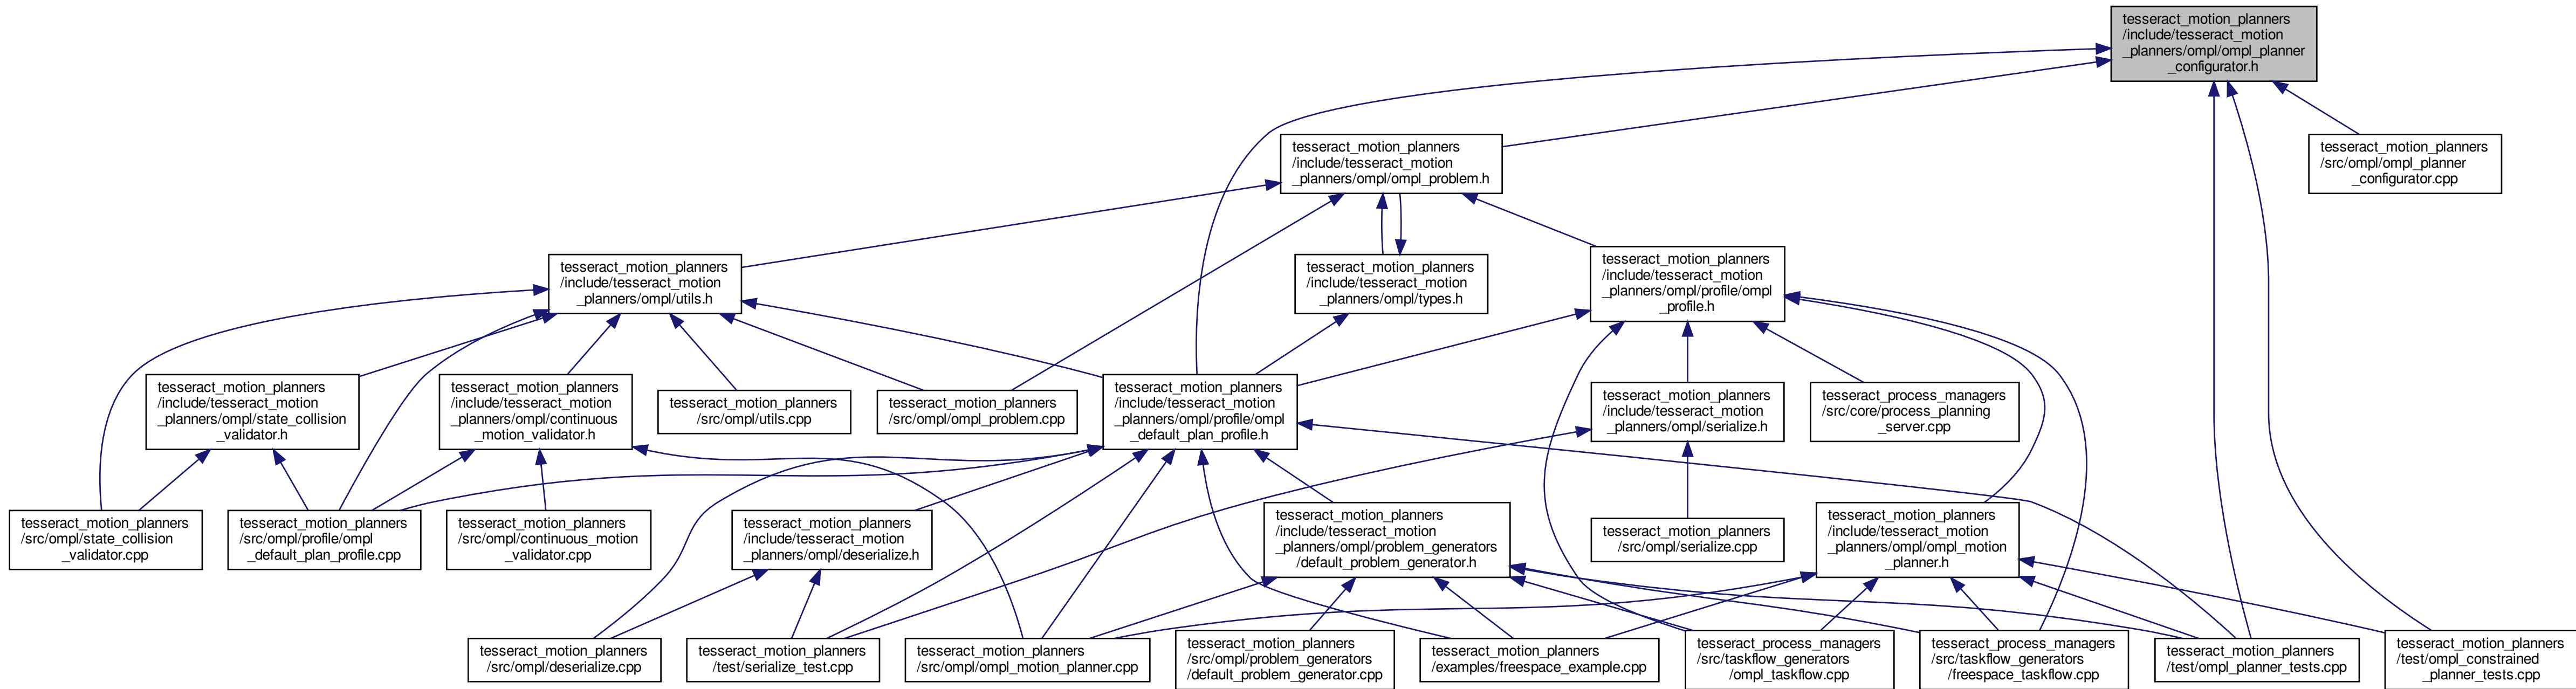 tesseract_motion_planners
/include/tesseract_motion
_planners/ompl/ompl_planner
_configurator.h
tesseract_motion_planners
/include/tesseract_motion
_planners/ompl/ompl_problem.h
tesseract_motion_planners
/src/ompl/ompl_planner
_configurator.cpp
tesseract_motion_planners
/include/tesseract_motion
_planners/ompl/utils.h
tesseract_motion_planners
/include/tesseract_motion
_planners/ompl/types.h
tesseract_motion_planners
/include/tesseract_motion
_planners/ompl/profile/ompl
_profile.h
tesseract_motion_planners
/include/tesseract_motion
_planners/ompl/state_collision
_validator.h
tesseract_motion_planners
/include/tesseract_motion
_planners/ompl/continuous
_motion_validator.h
tesseract_motion_planners
/src/ompl/utils.cpp
tesseract_motion_planners
/src/ompl/ompl_problem.cpp
tesseract_motion_planners
/include/tesseract_motion
_planners/ompl/profile/ompl
_default_plan_profile.h
tesseract_motion_planners
/include/tesseract_motion
_planners/ompl/serialize.h
tesseract_process_managers
/src/core/process_planning
_server.cpp
tesseract_motion_planners
/src/ompl/state_collision
_validator.cpp
tesseract_motion_planners
/src/ompl/profile/ompl
_default_plan_profile.cpp
tesseract_motion_planners
/src/ompl/continuous_motion
_validator.cpp
tesseract_motion_planners
/include/tesseract_motion
_planners/ompl/deserialize.h
tesseract_motion_planners
/include/tesseract_motion
_planners/ompl/problem_generators
/default_problem_generator.h
tesseract_motion_planners
/src/ompl/serialize.cpp
tesseract_motion_planners
/include/tesseract_motion
_planners/ompl/ompl_motion
_planner.h
tesseract_motion_planners
/src/ompl/deserialize.cpp
tesseract_motion_planners
/test/serialize_test.cpp
tesseract_motion_planners
/src/ompl/ompl_motion_planner.cpp
tesseract_motion_planners
/src/ompl/problem_generators
/default_problem_generator.cpp
tesseract_motion_planners
/examples/freespace_example.cpp
tesseract_process_managers
/src/taskflow_generators
/ompl_taskflow.cpp
tesseract_process_managers
/src/taskflow_generators
/freespace_taskflow.cpp
tesseract_motion_planners
/test/ompl_planner_tests.cpp
tesseract_motion_planners
/test/ompl_constrained
_planner_tests.cpp